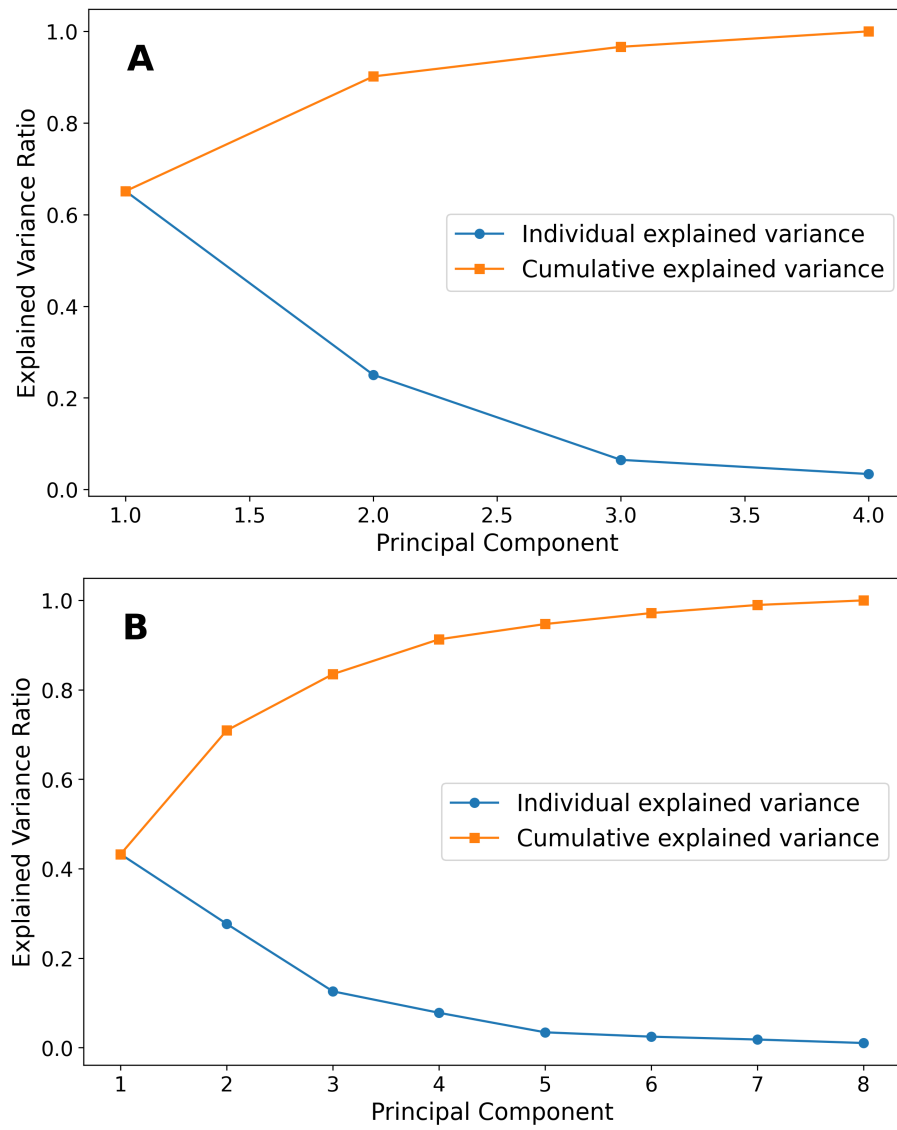 A
1.0
0.8
0.6
0.4
0.2
0.0
Explained Variance Ratio
Individual explained variance
Cumulative explained variance
1.0 1.5 2.0 2.5 3.0 3.5 4.0
Principal Component
B
1.0
0.8
0.6
0.4
0.2
0.0
Explained Variance Ratio
Individual explained variance
Cumulative explained variance
1 2 3 4 5 6 7 8
Principal Component